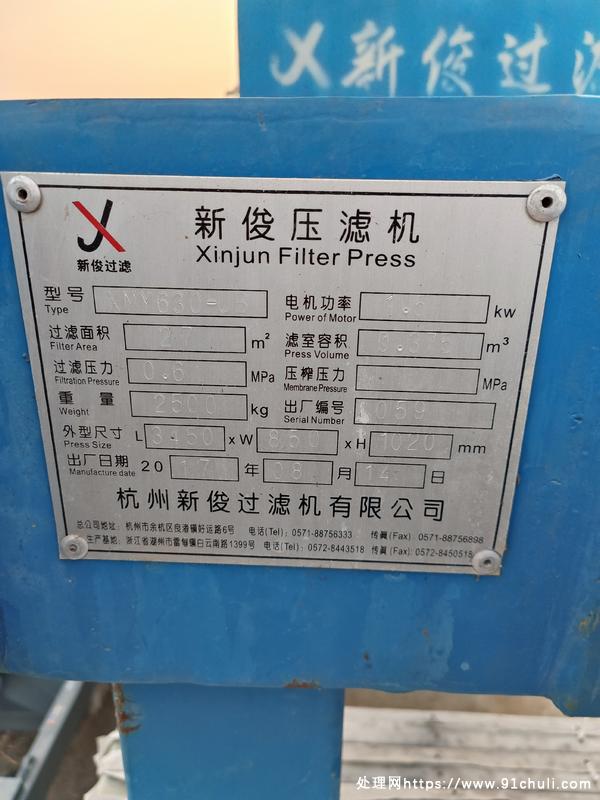 新俊过滤
新俊过滤
新俊压滤机
Xinjun Filter Press
型号 Type 电机功率 Power of Motor kw
过滤面积 Filter Area 27 m² 滤室容积 Press Volume m³
过滤压力 Filtration Pressure 0.6 MPa 压榨压力 Membrane Pressure MPa
重量 Weight 2500 kg 出厂编号 Serial Number 1059
外型尺寸 Press Size L 3450 xW 850 xH 1020 mm
出厂日期 Manufacture date 20 17 年 08 月 14 日
杭州新俊过滤机有限公司
总公司地址：杭州市余杭区良渚镇好运路6号 电话(Tel)：0571-88756333 传真(Fax) 0571-88756898
生产基地：浙江省湖州市雷甸镇白云南路1399号 电话(Tel)：0572-8443518 传真(Fax) 0572-8450518
处理网https://www.91chuli.com